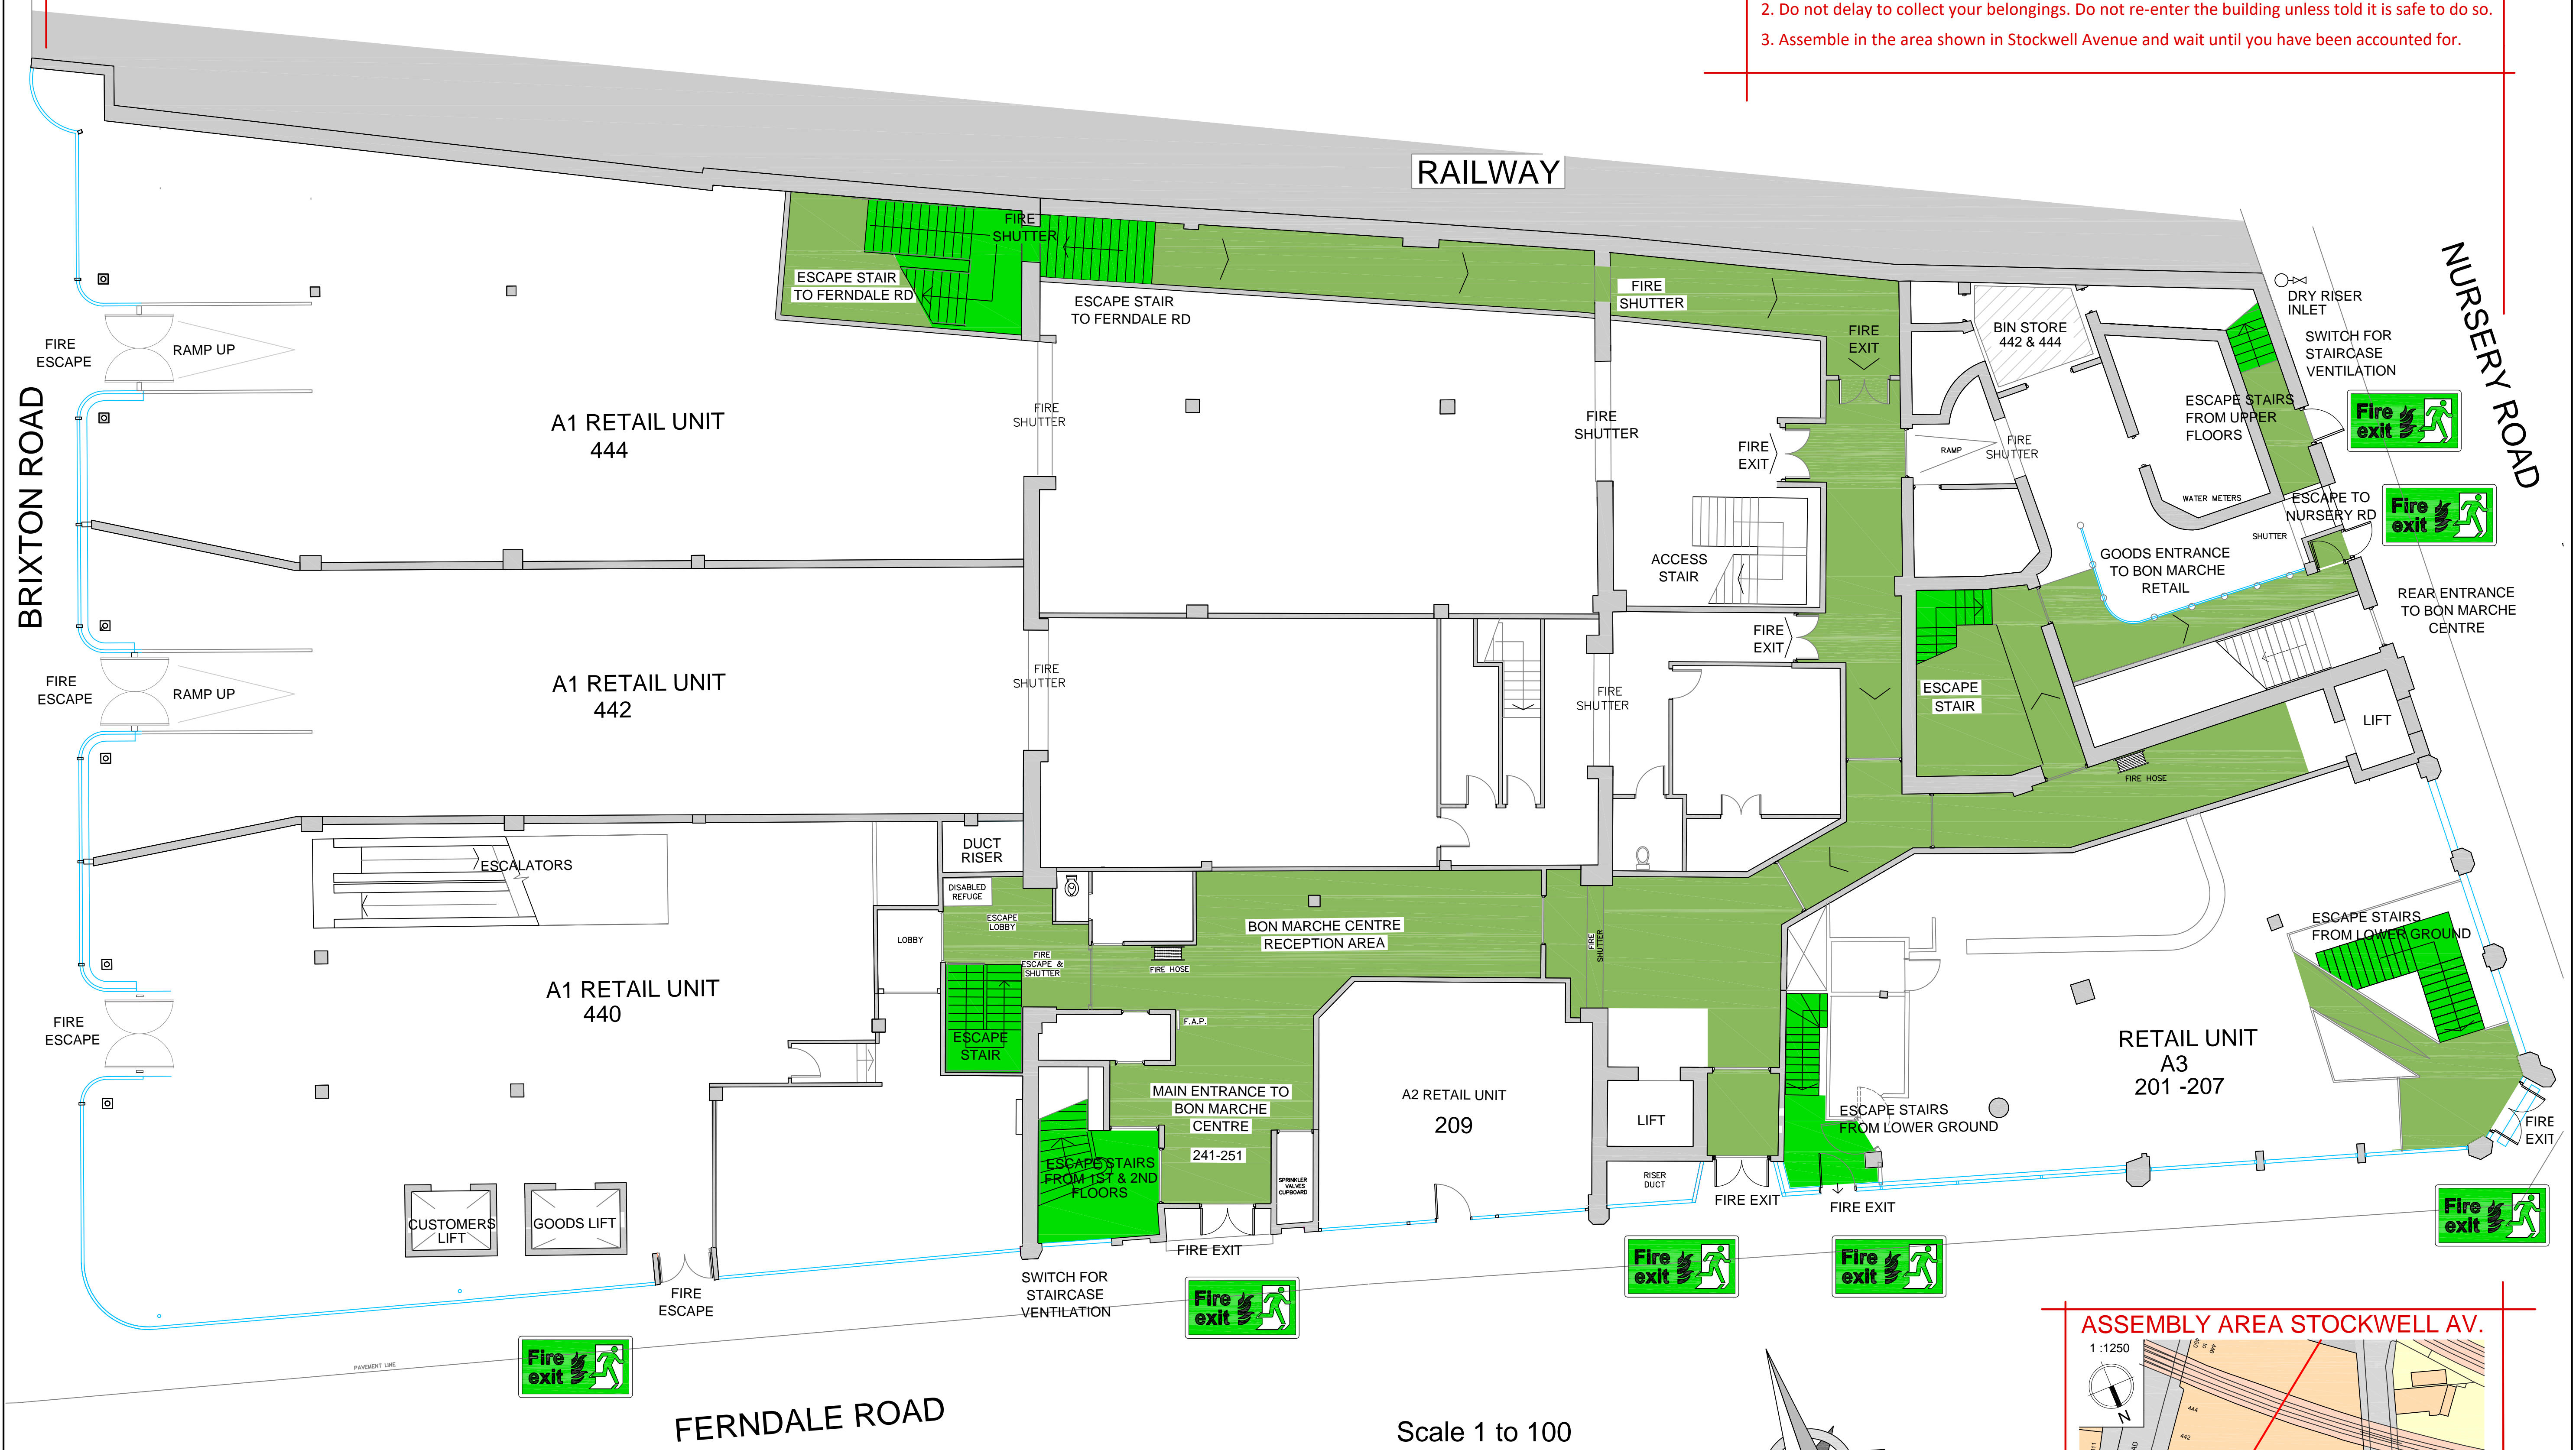 2. Do not delay to collect your belongings. Do not re-enter the building unless told it is safe to do so.
3. Assemble in the area shown in Stockwell Avenue and wait until you have been accounted for.
RAILWAY
NURSERY ROAD
BRIXTON ROAD
FIRE
SHUTTER
ESCAPE STAIR
TO FERNDALE RD
ESCAPE STAIR
TO FERNDALE RD
FIRE
SHUTTER
FIRE
EXIT
BIN STORE
442 & 444
DRY RISER
INLET
SWITCH FOR
STAIRCASE
VENTILATION
FIRE
ESCAPE
RAMP UP
A1 RETAIL UNIT
444
FIRE
SHUTTER
FIRE
SHUTTER
FIRE
EXIT
RAMP
FIRE
SHUTTER
ESCAPE STAIRS
FROM UPPER
FLOORS
Fire
exit
WATER METERS
ESCAPE TO
NURSERY RD
Fire
exit
SHUTTER
ACCESS
STAIR
GOODS ENTRANCE
TO BON MARCHE
RETAIL
REAR ENTRANCE
TO BON MARCHE
CENTRE
FIRE
EXIT
FIRE
ESCAPE
RAMP UP
A1 RETAIL UNIT
442
FIRE
SHUTTER
FIRE
SHUTTER
ESCAPE
STAIR
LIFT
FIRE HOSE
ESCALATORS
DUCT
RISER
DISABLED
REFUGE
ESCAPE
LOBBY
LOBBY
FIRE
ESCAPE &
SHUTTER
BON MARCHE CENTRE
RECEPTION AREA
FIRE HOSE
FIRE
SHUTTER
ESCAPE STAIRS
FROM LOWER GROUND
A1 RETAIL UNIT
440
FIRE
ESCAPE
ESCAPE
STAIR
F.A.P.
MAIN ENTRANCE TO
BON MARCHE
CENTRE
241-251
A2 RETAIL UNIT
209
LIFT
ESCAPE STAIRS
FROM LOWER GROUND
RETAIL UNIT
A3
201 -207
FIRE
EXIT
ESCAPE STAIRS
FROM 1ST & 2ND
FLOORS
SPRINKLER
VALVES
CUPBOARD
RISER
DUCT
FIRE EXIT
FIRE EXIT
CUSTOMERS
LIFT
GOODS LIFT
FIRE EXIT
Fire
exit
Fire
exit
Fire
exit
SWITCH FOR
STAIRCASE
VENTILATION
FIRE
ESCAPE
Fire
exit
Fire
exit
PAVEMENT LINE
FERNDALE ROAD
Scale 1 to 100
ASSEMBLY AREA STOCKWELL AV.
1 :1250
N
446
444
442